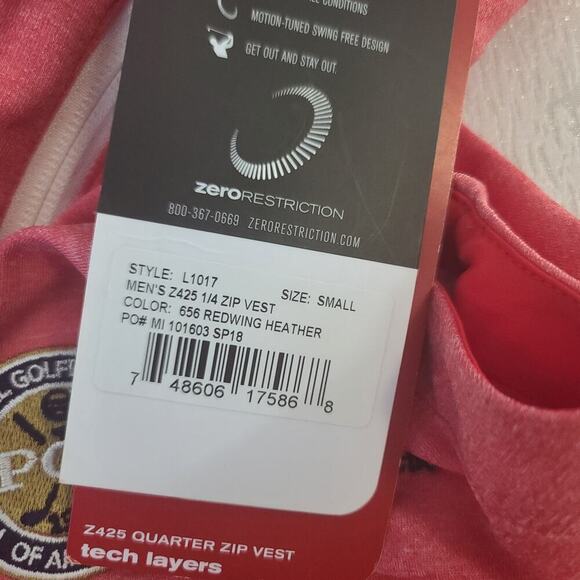 CONDITIONS
MOTION-TUNED SWING FREE DESIGN
GET OUT AND STAY OUT.
zeroRESTRICTION
800-367-0669 ZERORESTRICTION.COM
STYLE: L1017 SIZE: SMALL
MEN'S Z425 1/4 ZIP VEST
COLOR: 656 REDWING HEATHER
PO# MI 101603 SP18
7 48606 17586 8
Z425 QUARTER ZIP VEST
tech layers
OF